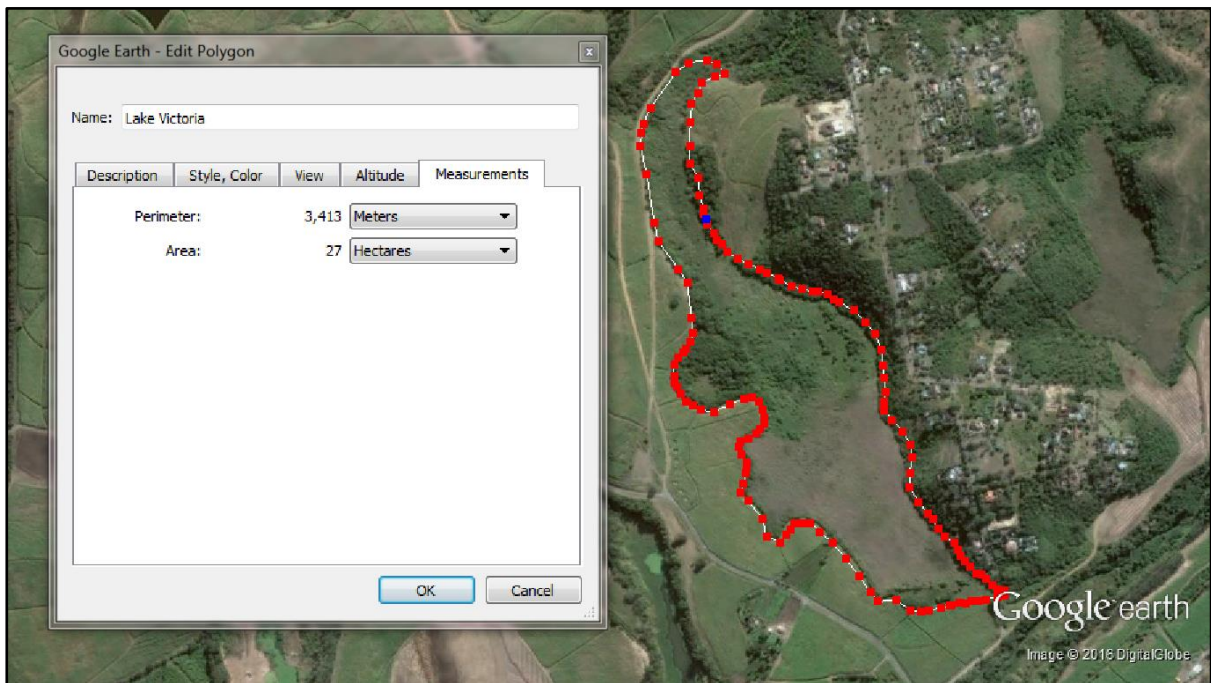 Google Earth - Edit Polygon
Name: Lake Victoria
Description Style, Color View Altitude Measurements
Perimeter: 3,413 Meters
Area: 27 Hectares
OK Cancel
Google earth
Image © 2016 DigitalGlobe